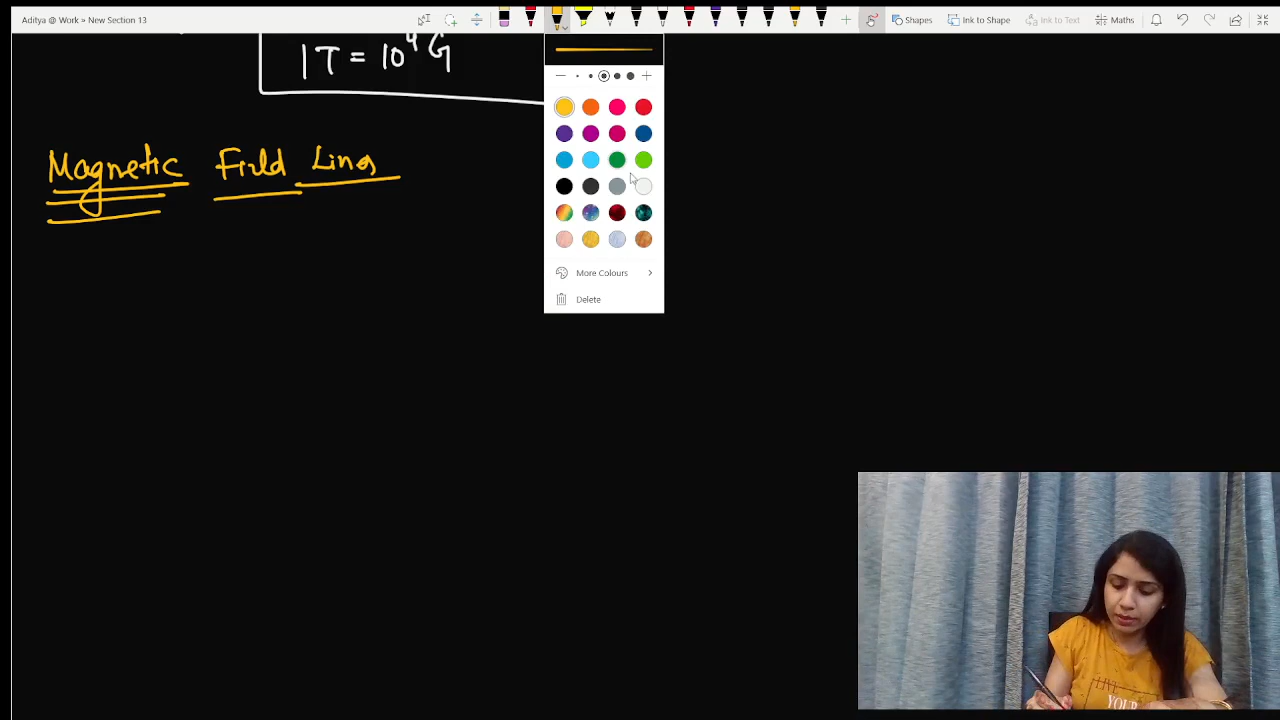 Aditya @ Work » New Section 13
Shapes
Ink to Shape
Ink to Text
Maths
1T = 10⁴ G
Magnetic Field Lines
More Colours
Delete
YOUR